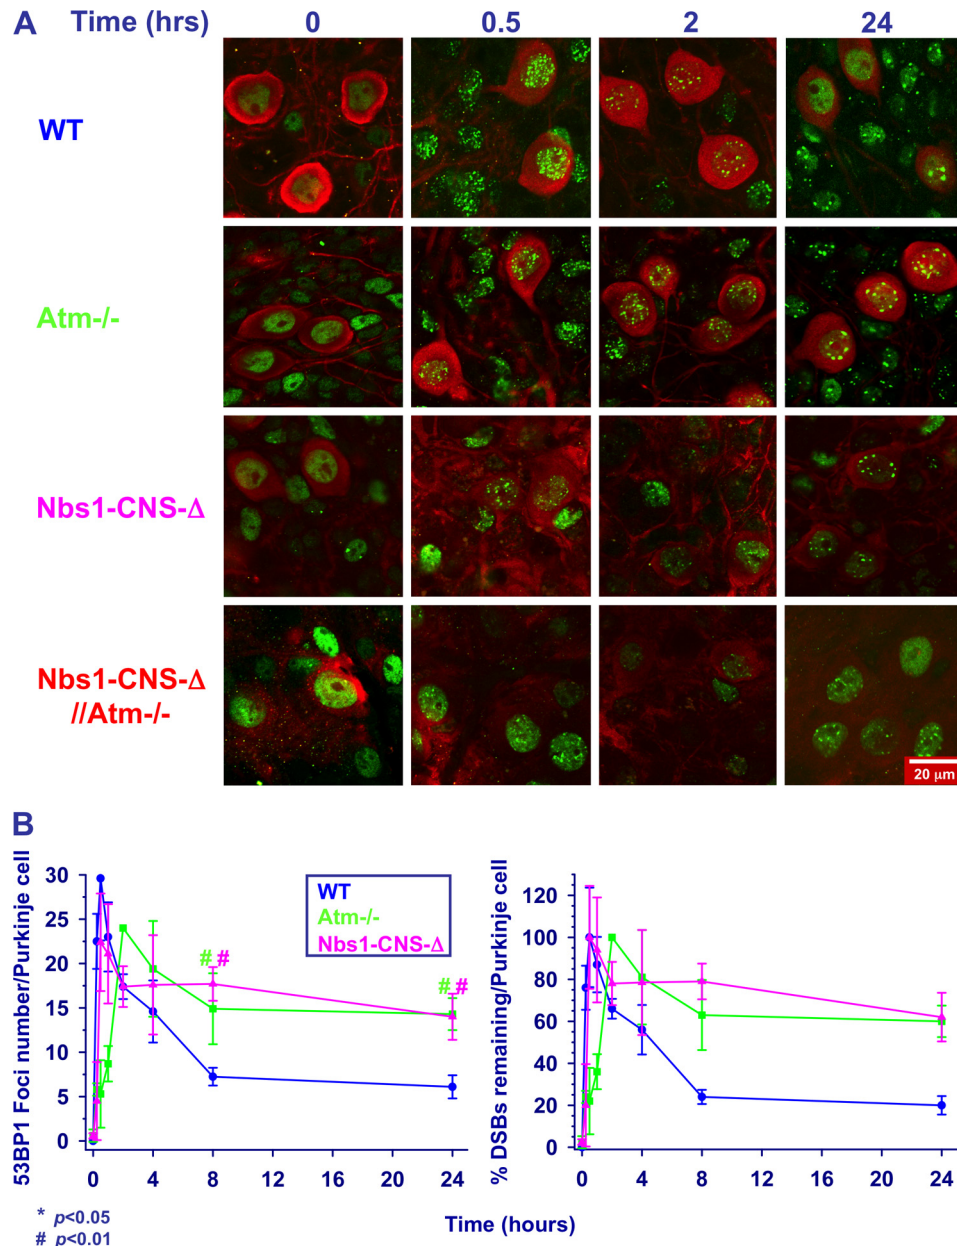 A Time (hrs) 0 0.5 2 24
WT
Atm-/-
Nbs1-CNS-Δ
Nbs1-CNS-Δ
//Atm-/-
20 μm
B
53BP1 Foci number/Purkinje cell
30
25
20
15
10
5
0
0 4 8 12 16 20 24
WT
Atm-/-
Nbs1-CNS-Δ
# #
# #
% DSBs remaining/Purkinje cell
120
100
80
60
40
20
0
0 4 8 12 16 20 24
Time (hours)
* p<0.05
# p<0.01